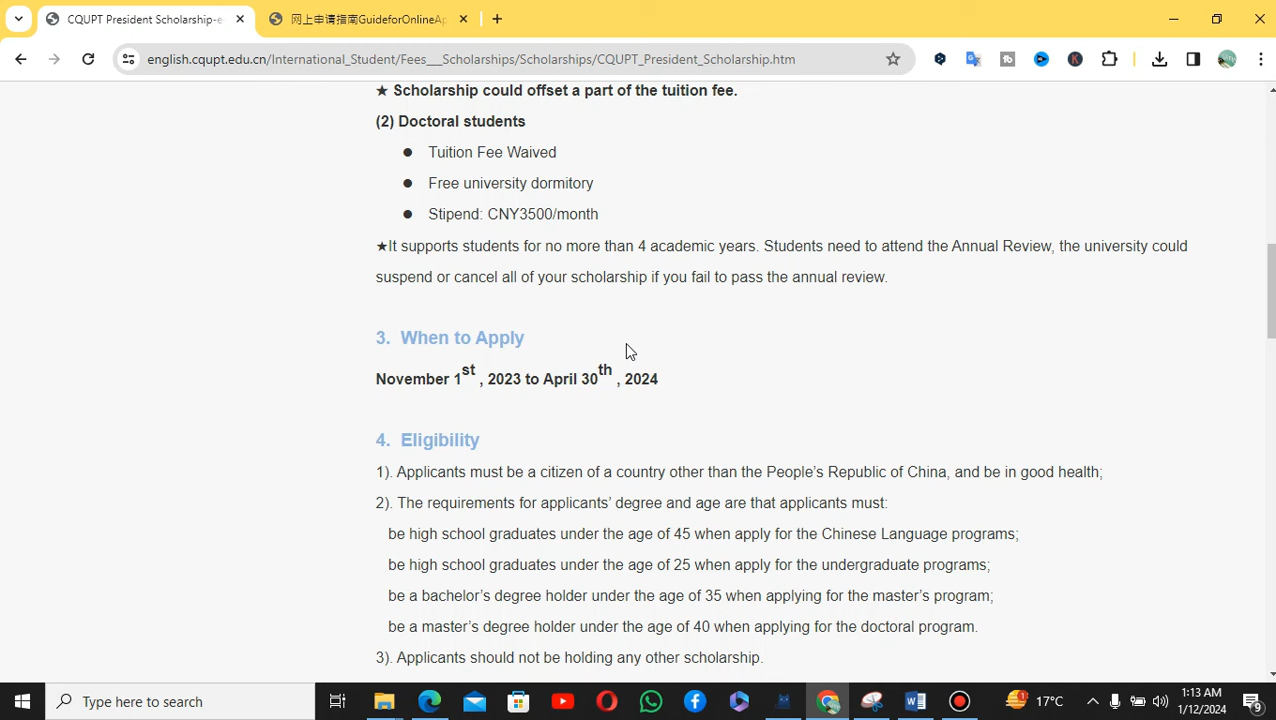 CQUPT President Scholarship-e
网上申请指南GuideforOnlineAp
english.cqupt.edu.cn/International_Student/Fees___Scholarships/Scholarships/CQUPT_President_Scholarship.htm
★ Scholarship could offset a part of the tuition fee.
(2) Doctoral students
● Tuition Fee Waived
● Free university dormitory
● Stipend: CNY3500/month
★It supports students for no more than 4 academic years. Students need to attend the Annual Review, the university could
suspend or cancel all of your scholarship if you fail to pass the annual review.
3. When to Apply
November 1st , 2023 to April 30th , 2024
4. Eligibility
1). Applicants must be a citizen of a country other than the People’s Republic of China, and be in good health;
2). The requirements for applicants’ degree and age are that applicants must:
be high school graduates under the age of 45 when apply for the Chinese Language programs;
be high school graduates under the age of 25 when apply for the undergraduate programs;
be a bachelor’s degree holder under the age of 35 when applying for the master’s program;
be a master’s degree holder under the age of 40 when applying for the doctoral program.
3). Applicants should not be holding any other scholarship.
Type here to search
17°C
1:13 AM
1/12/2024
9